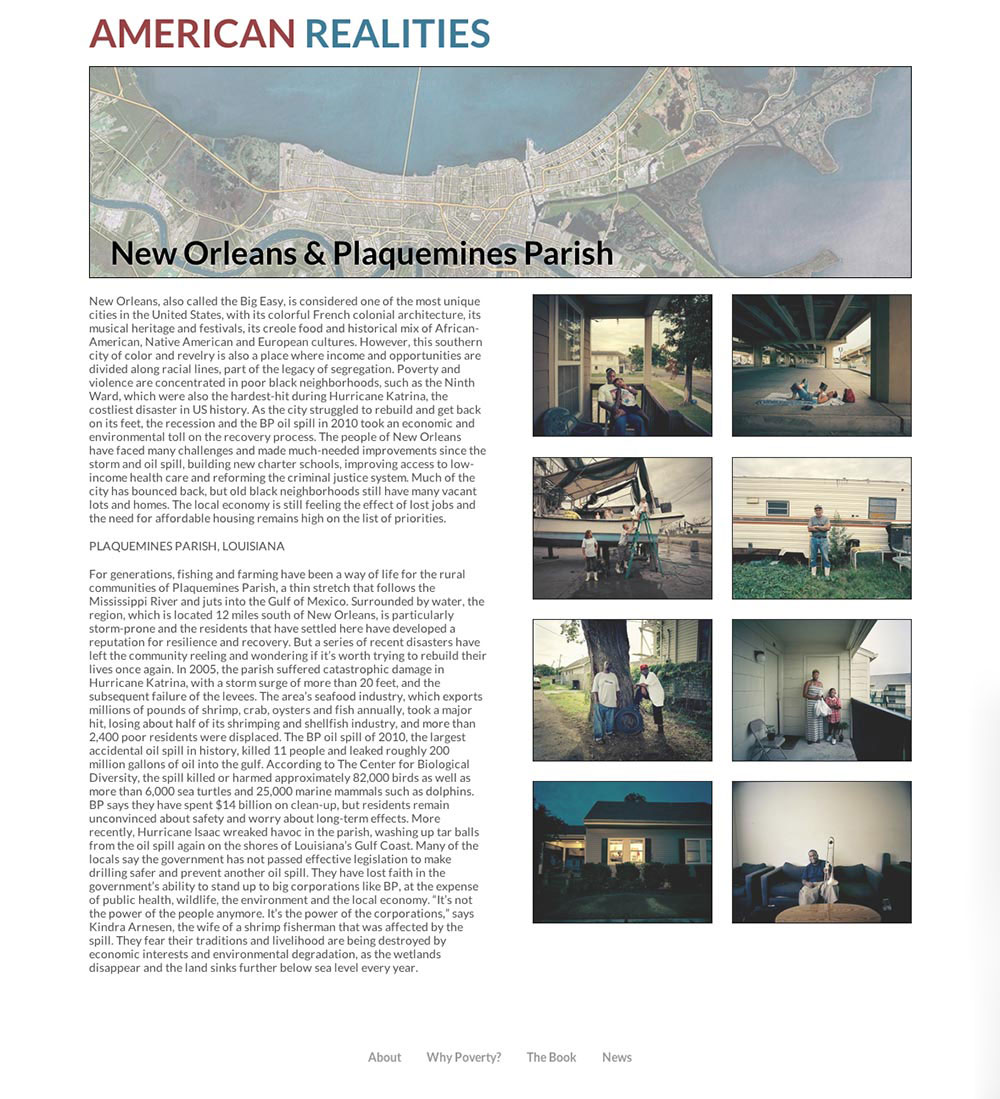 AMERICAN REALITIES
New Orleans & Plaquemines Parish
New Orleans, also called the Big Easy, is considered one of the most unique
cities in the United States, with its colorful French colonial architecture, its
musical heritage and festivals, its creole food and historical mix of African-
American, Native American and European cultures. However, this southern
city of color and revelry is also a place where income and opportunities are
divided along racial lines, part of the legacy of segregation. Poverty and
violence are concentrated in poor black neighborhoods, such as the Ninth
Ward, which were also the hardest-hit during Hurricane Katrina, the
costliest disaster in US history. As the city struggled to rebuild and get back
on its feet, the recession and the BP oil spill in 2010 took an economic and
environmental toll on the recovery process. The people of New Orleans
have faced many challenges and made much-needed improvements since the
storm and oil spill, building new charter schools, improving access to low-
income health care and reforming the criminal justice system. Much of the
city has bounced back, but old black neighborhoods still have many vacant
lots and homes. The local economy is still feeling the effect of lost jobs and
the need for affordable housing remains high on the list of priorities.
PLAQUEMINES PARISH, LOUISIANA
For generations, fishing and farming have been a way of life for the rural
communities of Plaquemines Parish, a thin stretch that follows the
Mississippi River and juts into the Gulf of Mexico. Surrounded by water, the
region, which is located 12 miles south of New Orleans, is particularly
storm-prone and the residents that have settled here have developed a
reputation for resilience and recovery. But a series of recent disasters have
left the community reeling and wondering if it's worth trying to rebuild their
lives once again. In 2005, the parish suffered catastrophic damage in
Hurricane Katrina, with a storm surge of more than 20 feet, and the
subsequent failure of the levees. The area's seafood industry, which exports
millions of pounds of shrimp, crab, oysters and fish annually, took a major
hit, losing about half of its shrimping and shellfish industry, and more than
2,400 poor residents were displaced. The BP oil spill of 2010, the largest
accidental oil spill in history, killed 11 people and leaked roughly 200
million gallons of oil into the gulf. According to The Center for Biological
Diversity, the spill killed or harmed approximately 82,000 birds as well as
more than 6,000 sea turtles and 25,000 marine mammals such as dolphins.
BP says they have spent $14 billion on clean-up, but residents remain
unconvinced about safety and worry about long-term effects. More
recently, Hurricane Isaac wreaked havoc in the parish, washing up tar balls
from the oil spill again on the shores of Louisiana's Gulf Coast. Many of the
locals say the government has not passed effective legislation to make
drilling safer and prevent another oil spill. They have lost faith in the
government's ability to stand up to big corporations like BP, at the expense
of public health, wildlife, the environment and the local economy. “It's not
the power of the people anymore. It's the power of the corporations,” says
Kindra Arnesen, the wife of a shrimp fisherman that was affected by the
spill. They fear their traditions and livelihood are being destroyed by
economic interests and environmental degradation, as the wetlands
disappear and the land sinks further below sea level every year.
About Why Poverty? The Book News